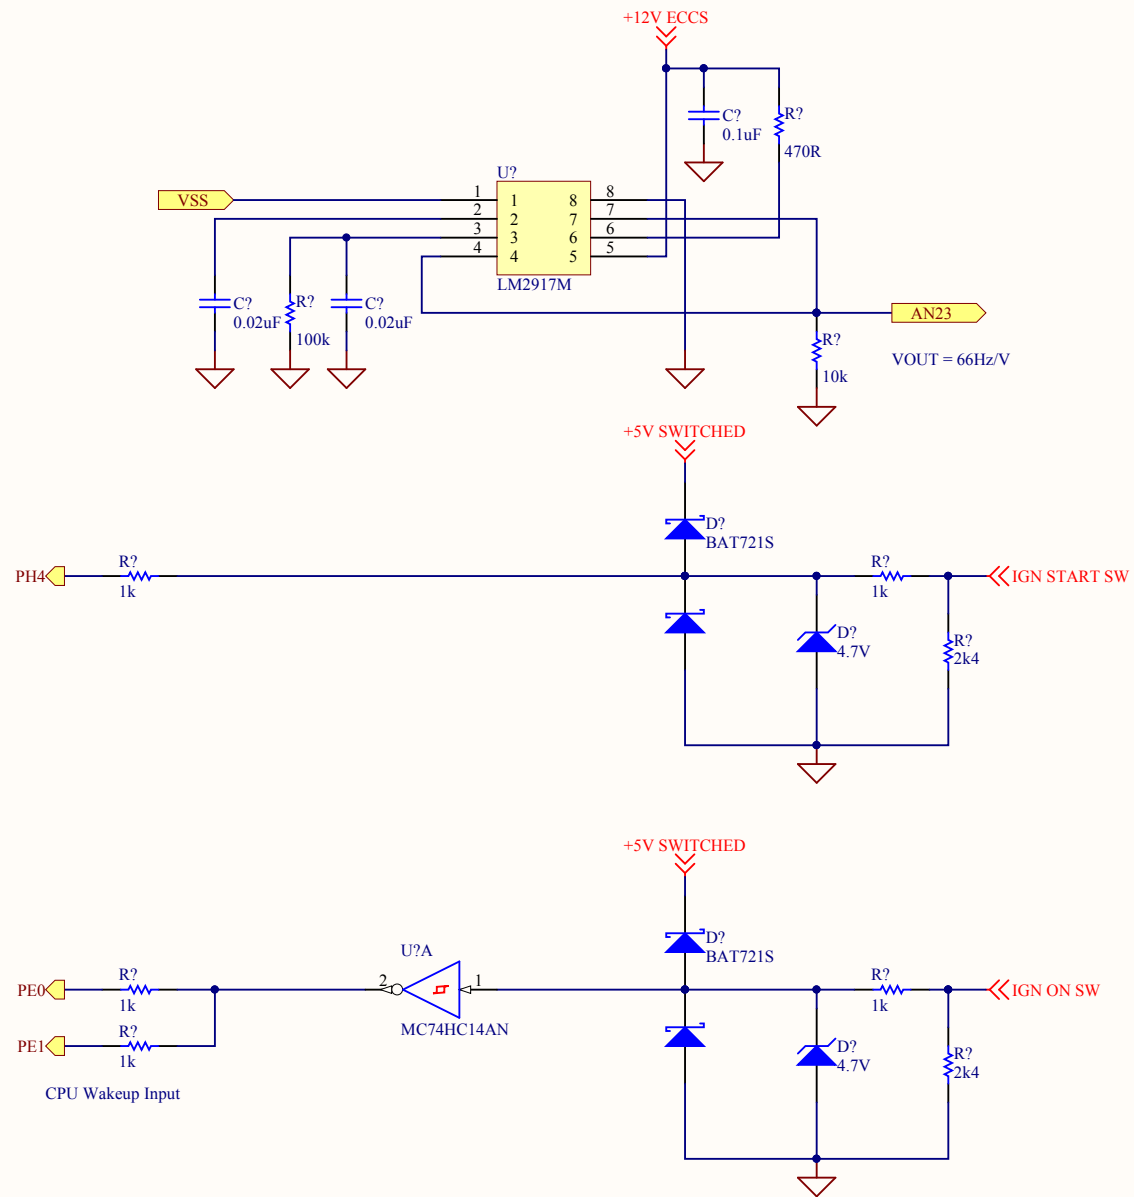 +12V ECCS
C?
0.1uF
R?
470R
U?
VSS
1
2
3
4
1
2
3
4
8
7
6
5
8
7
6
5
LM2917M
C?
0.02uF
R?
100k
C?
0.02uF
AN23
R?
10k
VOUT = 66Hz/V
+5V SWITCHED
D?
BAT721S
PH4
R?
1k
R?
1k
IGN START SW
D?
4.7V
R?
2k4
+5V SWITCHED
D?
BAT721S
U?A
2
1
MC74HC14AN
PE0
R?
1k
PE1
R?
1k
CPU Wakeup Input
R?
1k
IGN ON SW
D?
4.7V
R?
2k4